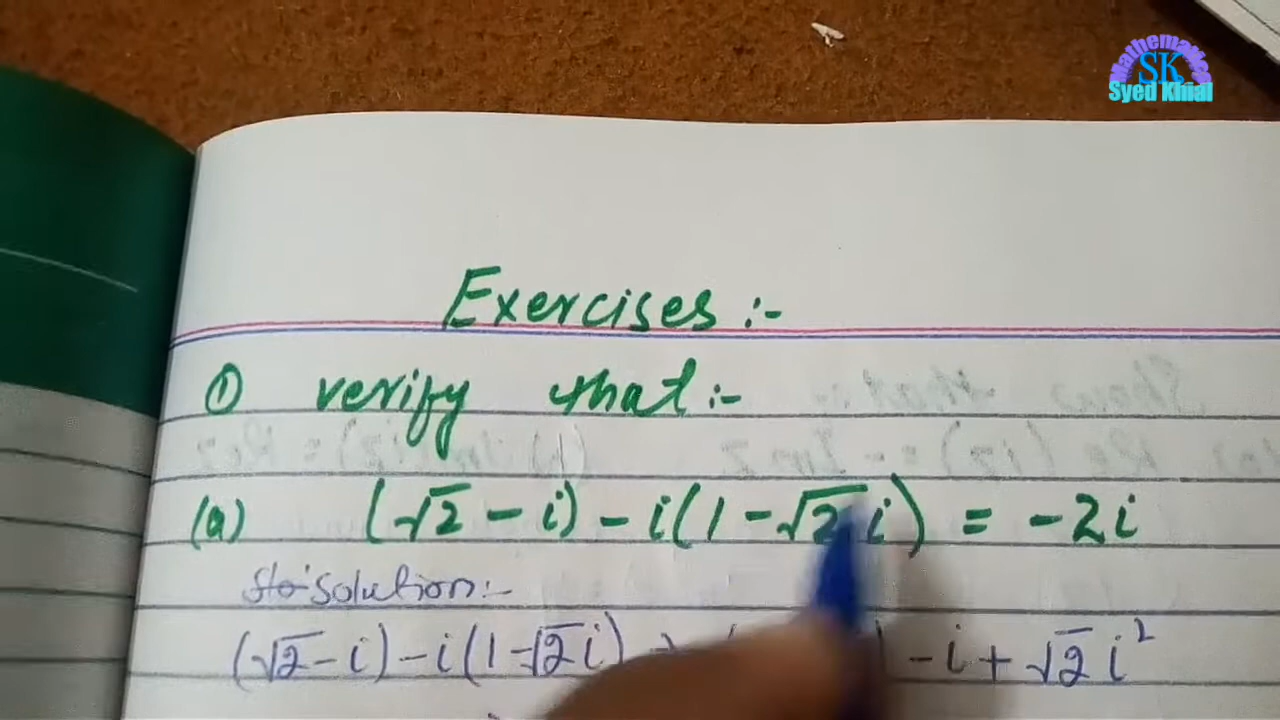 Mathematics
SK
Syed Khial
Exercises :-
① verify that :-
(a) (√2 - i) - i(1 - √2 i) = -2i
solution:-
(√2 - i) - i(1 - √2 i) - i + √2 i²